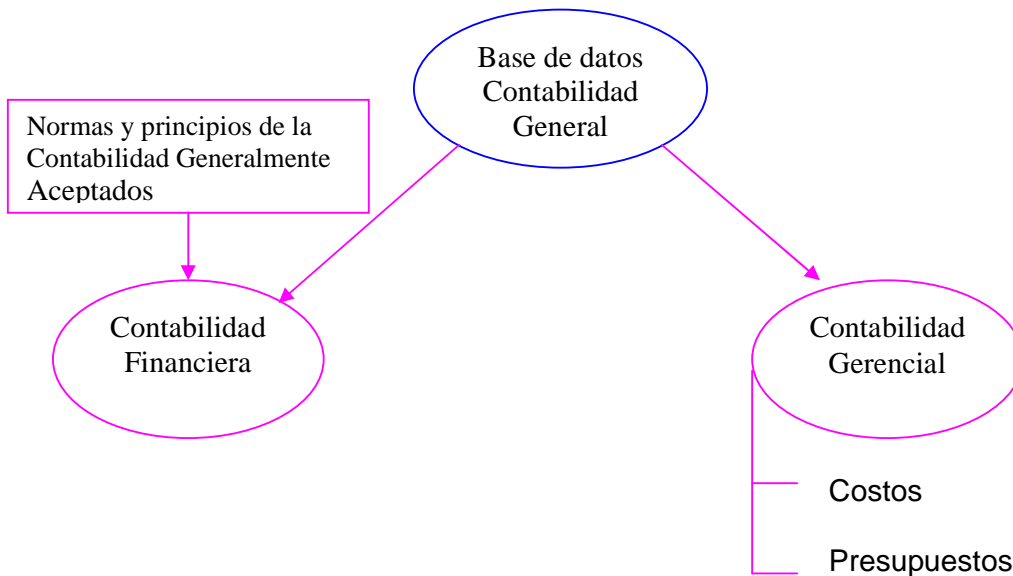 Base de datos
Contabilidad
General
Normas y principios de la
Contabilidad Generalmente
Aceptados
Contabilidad
Financiera
Contabilidad
Gerencial
Costos
Presupuestos